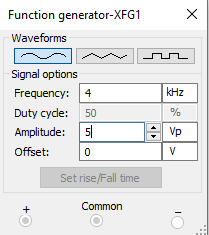 Function generator-XFG1
Waveforms
Signal options
Frequency: 4 kHz
Duty cycle: 50 %
Amplitude: 5 Vp
Offset: 0 V
Set rise/Fall time
+ Common −